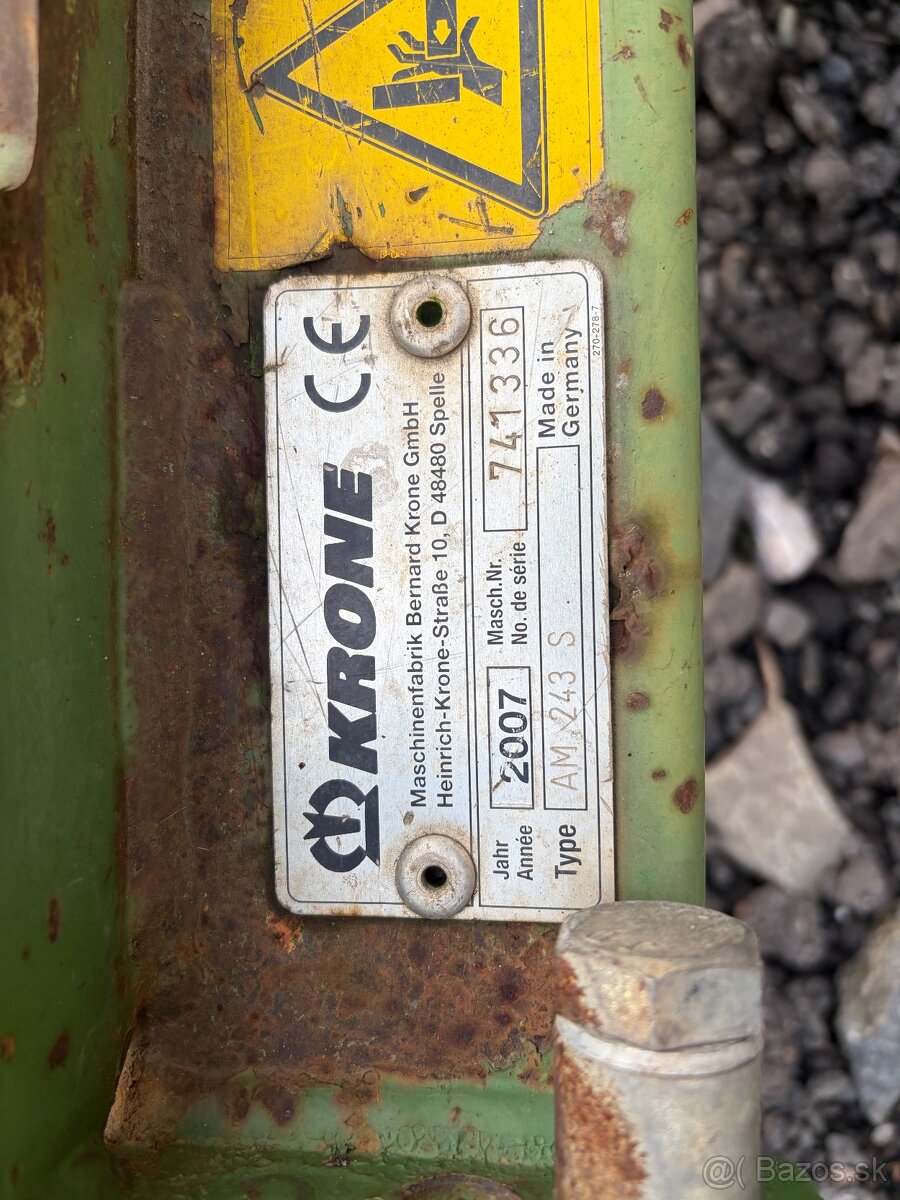 KRONE CE
Maschinenfabrik Bernard Krone GmbH
Heinrich-Krone-Straße 10, D 48480 Spelle
Jahr
Année
2007
Masch.Nr.
No. de série
741336
Type
AM 243 S
Made in
Germany
270-278-7
@( Bazos.sk